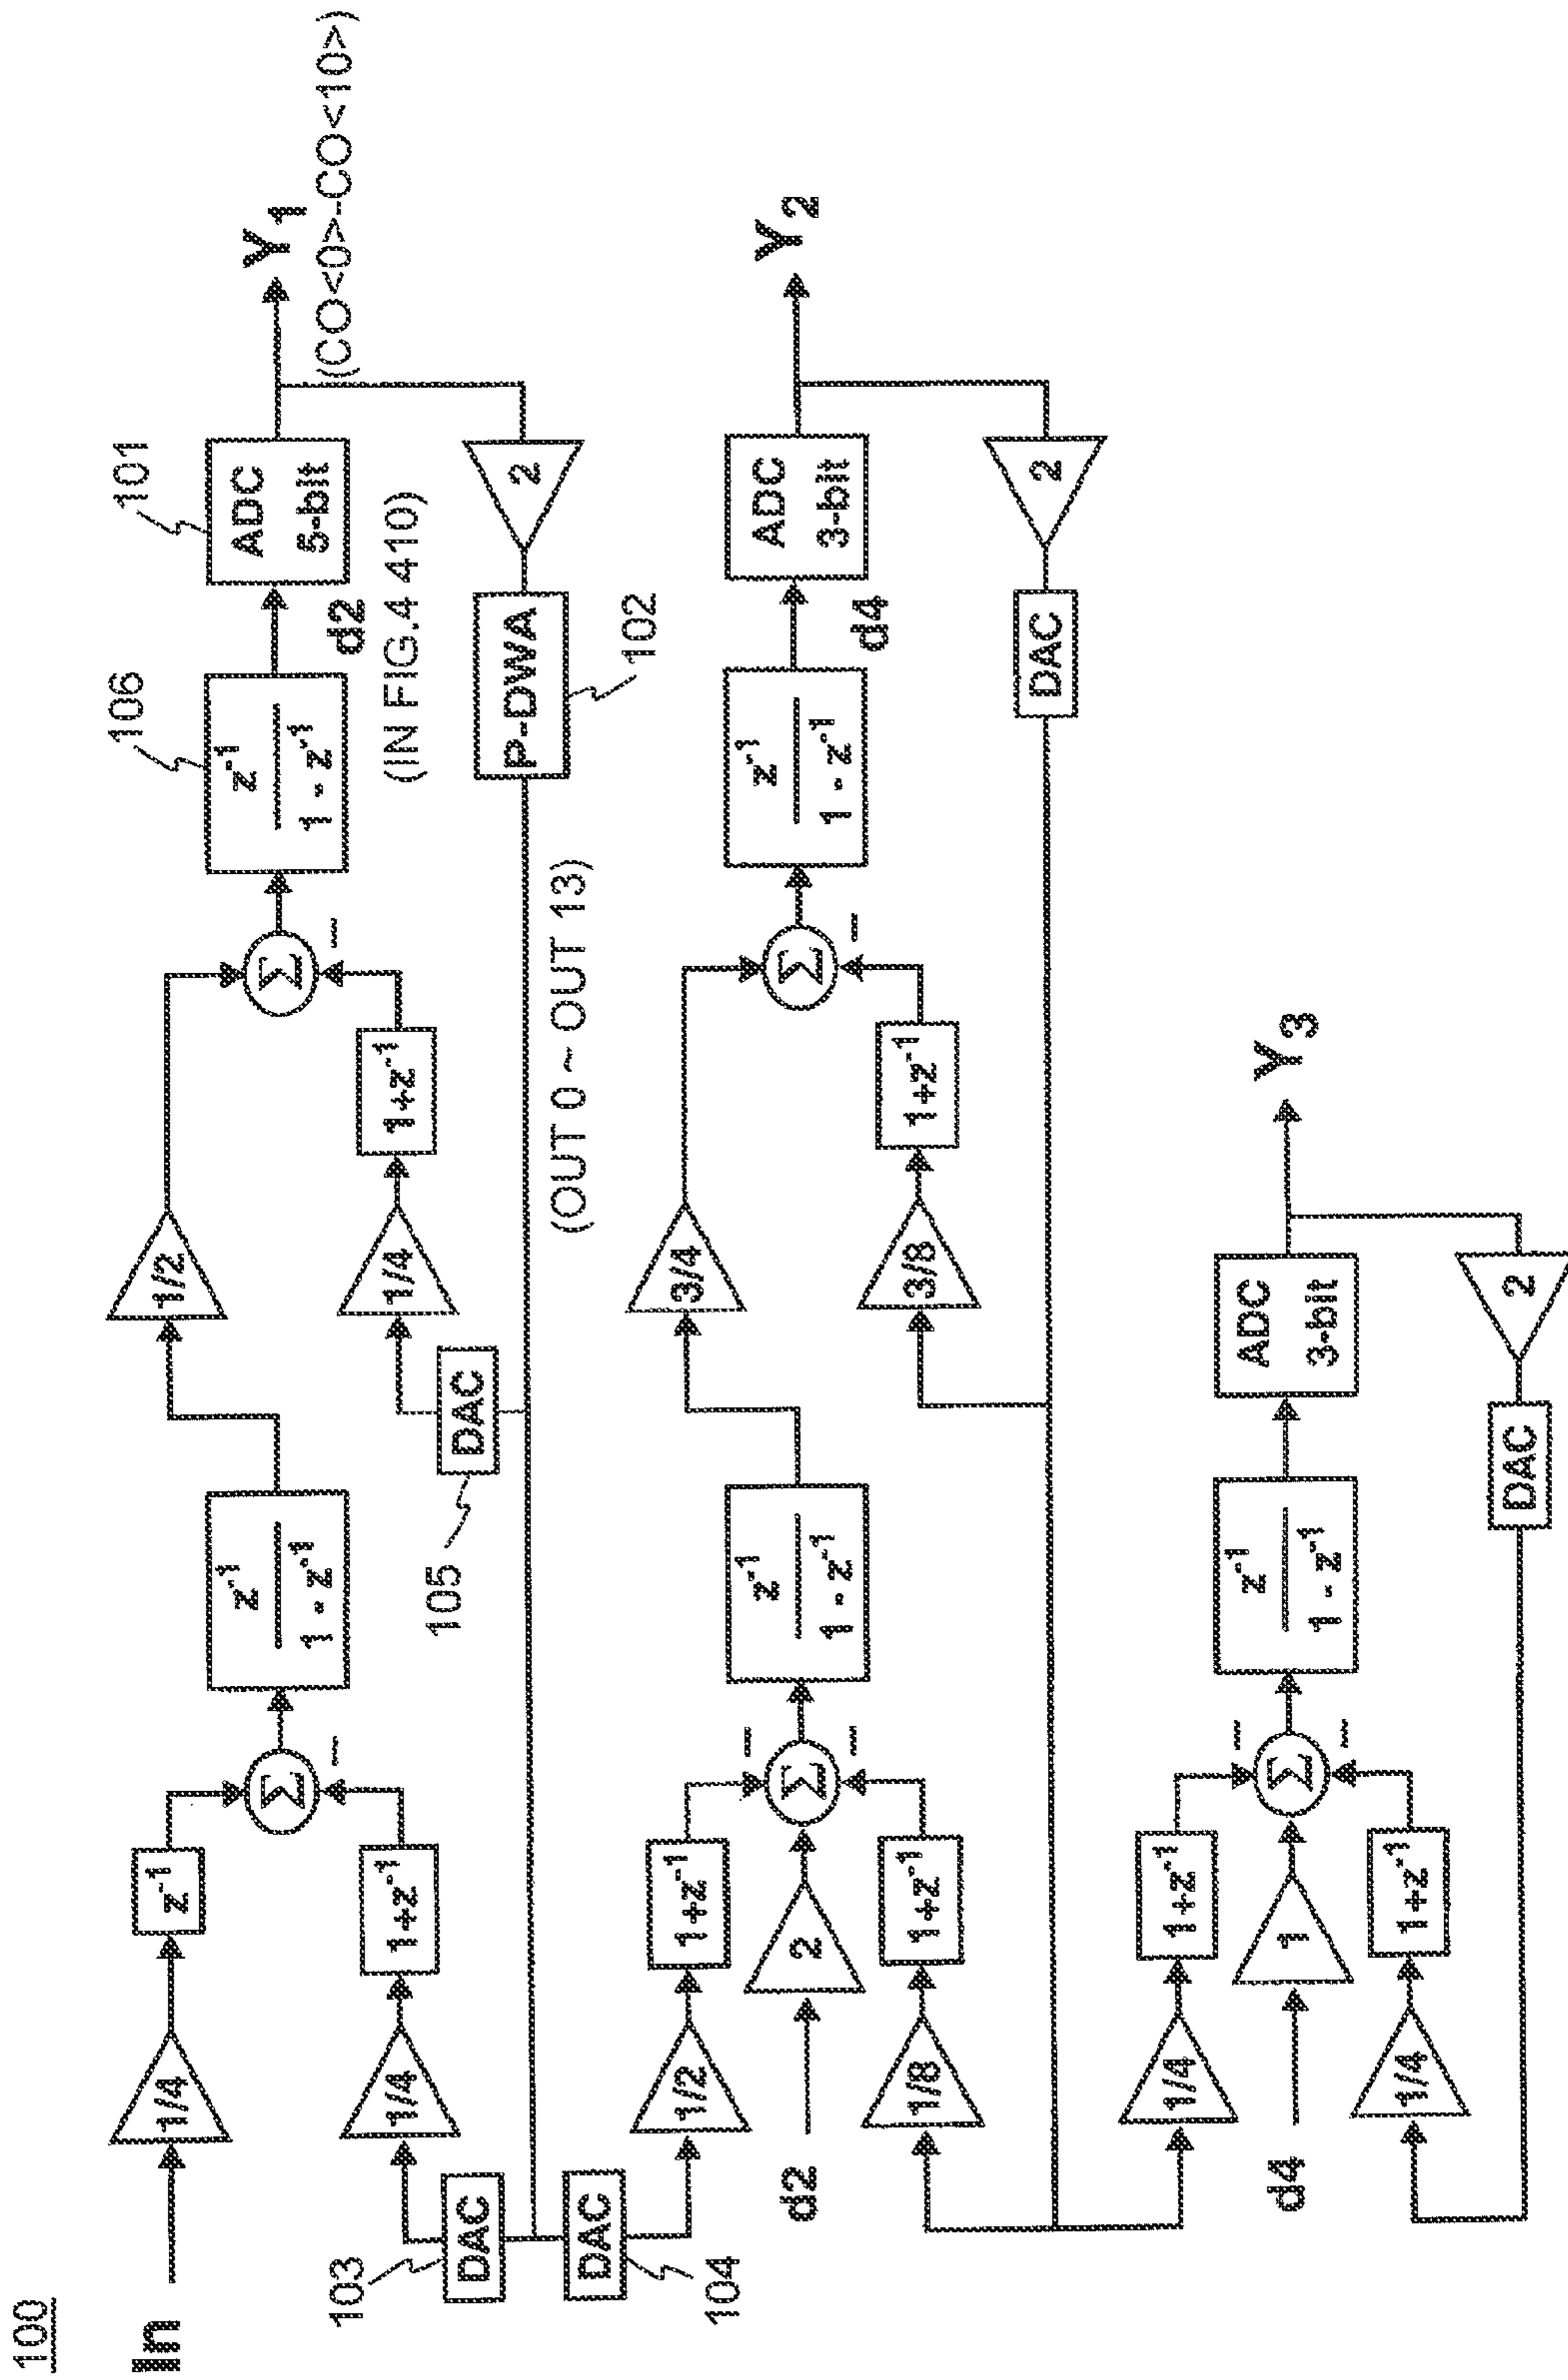 100
In
1/4
z⁻¹
Σ
z⁻¹
1 - z⁻¹
1/2
Σ
106
z⁻¹
1 - z⁻¹
d2
(IN FIG.4 410)
101
ADC
5-bit
Y₁
(CO<0>-CO<10>)
103
DAC
1/4
1+z⁻¹
−
105
DAC
1/4
1+z⁻¹
−
P-DWA
102
2
(OUT 0 ~ OUT 13)
104
DAC
1/2
1+z⁻¹
−
d2
2
Σ
z⁻¹
1 - z⁻¹
3/4
Σ
z⁻¹
1 - z⁻¹
d4
ADC
3-bit
Y₂
1/8
1+z⁻¹
−
3/8
1+z⁻¹
−
DAC
2
1/4
1+z⁻¹
−
d4
1
Σ
z⁻¹
1 - z⁻¹
ADC
3-bit
Y₃
1/4
1+z⁻¹
−
DAC
2